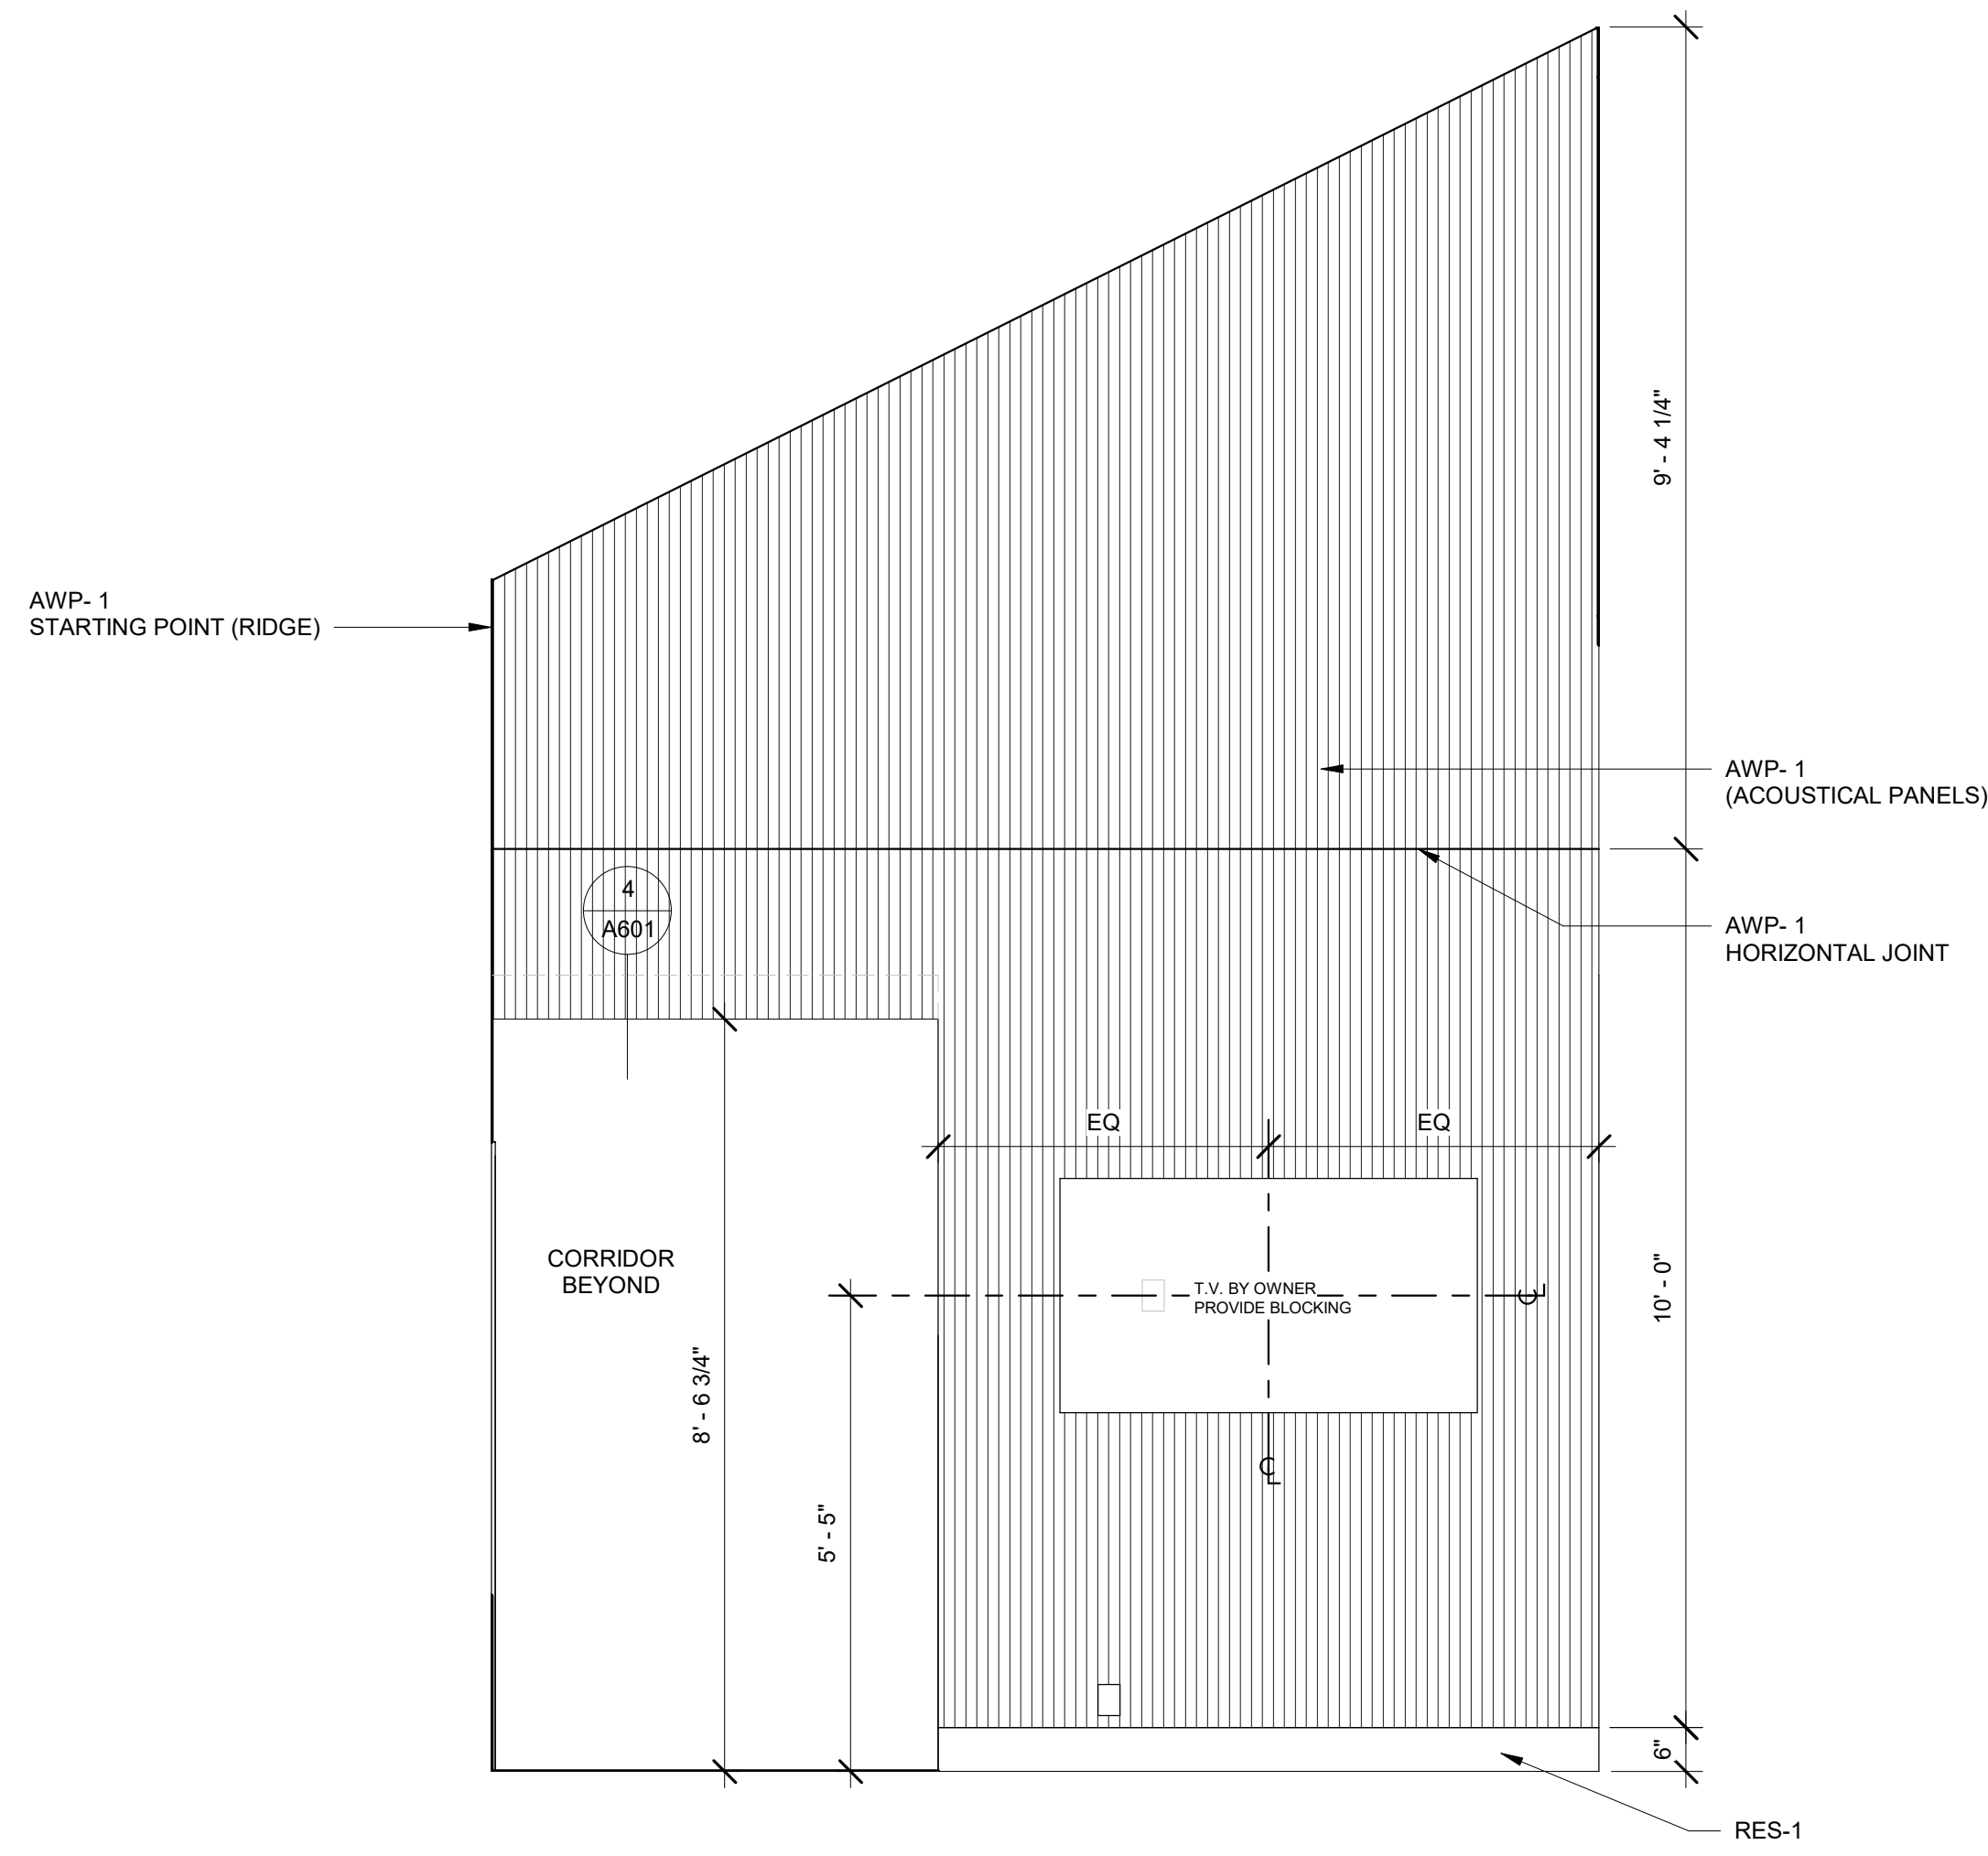 9' - 4 1/4"
AWP- 1
STARTING POINT (RIDGE)
AWP- 1
(ACOUSTICAL PANELS)
4
A601
AWP- 1
HORIZONTAL JOINT
EQ
EQ
CORRIDOR
BEYOND
T.V. BY OWNER
PROVIDE BLOCKING
CL
10' - 0"
8' - 6 3/4"
CL
5' - 5"
6"
RES-1